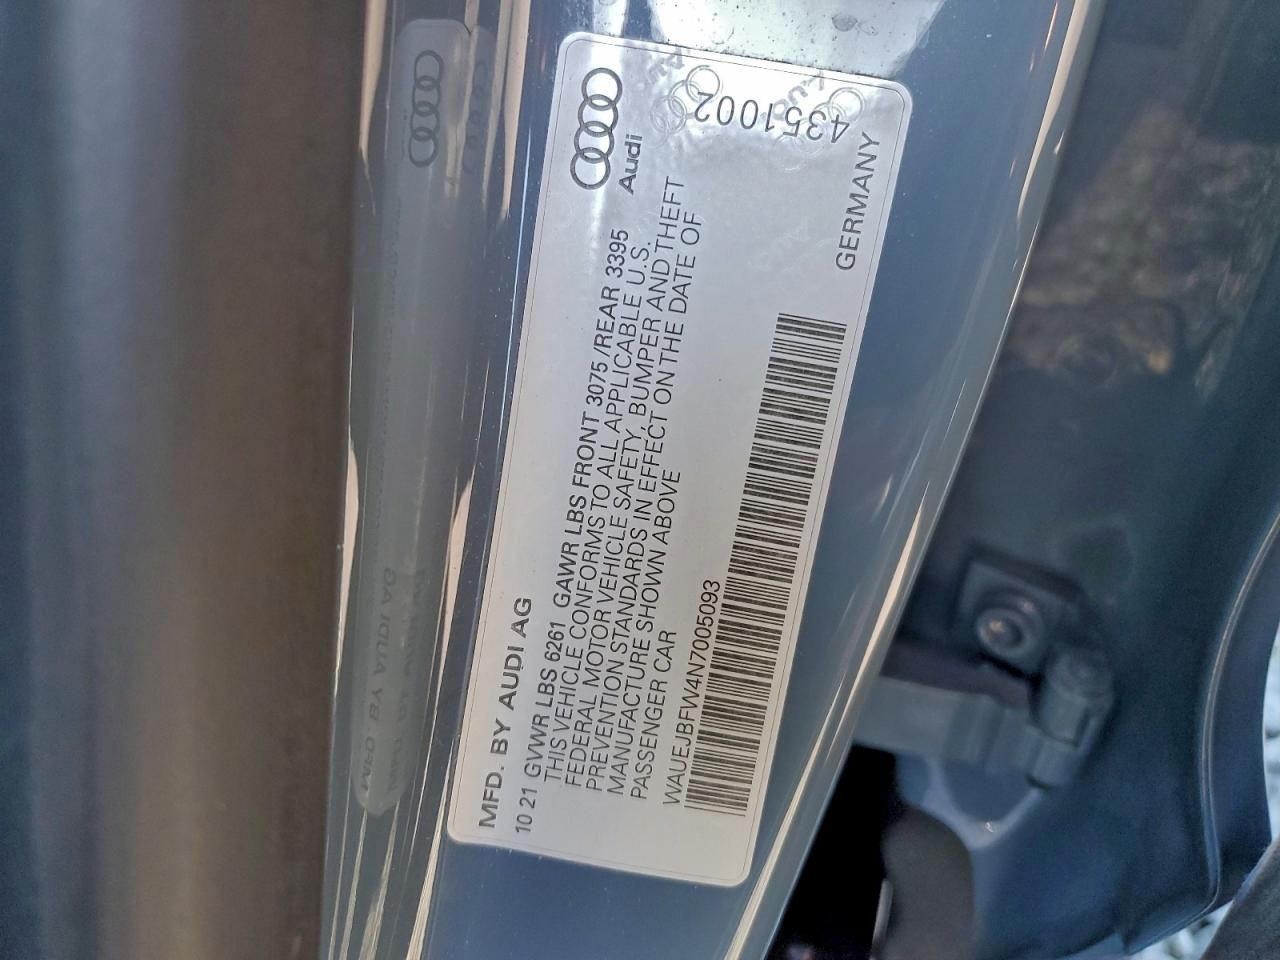 Audi
MFD. BY AUDI AG
10 21 GVWR LBS 6261 GAWR LBS FRONT 3075 /REAR 3395
THIS VEHICLE CONFORMS TO ALL APPLICABLE U.S.
FEDERAL MOTOR VEHICLE SAFETY, BUMPER AND THEFT
PREVENTION STANDARDS IN EFFECT ON THE DATE OF
MANUFACTURE SHOWN ABOVE
PASSENGER CAR
WAUEJBFW4N7005093
GERMANY
4351002